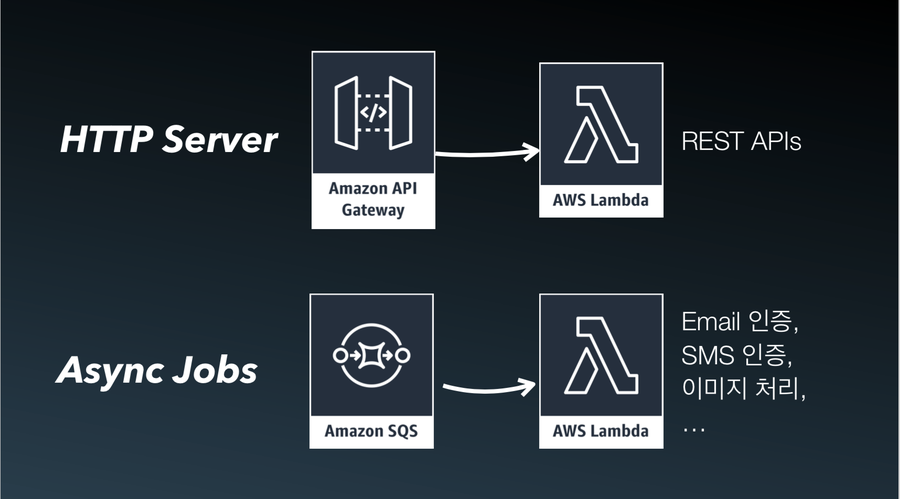 HTTP Server
</>
Amazon API
Gateway
AWS Lambda
REST APIs
Async Jobs
Amazon SQS
AWS Lambda
Email 인증,
SMS 인증,
이미지 처리,
...